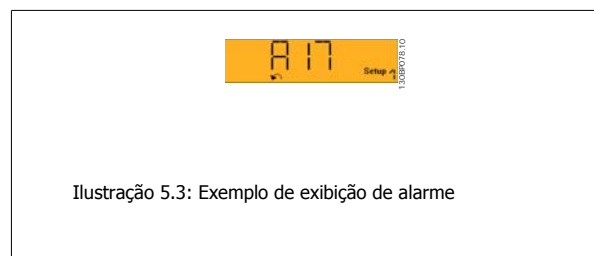 A17
Setup 1
130BP078.10
Ilustração 5.3: Exemplo de exibição de alarme